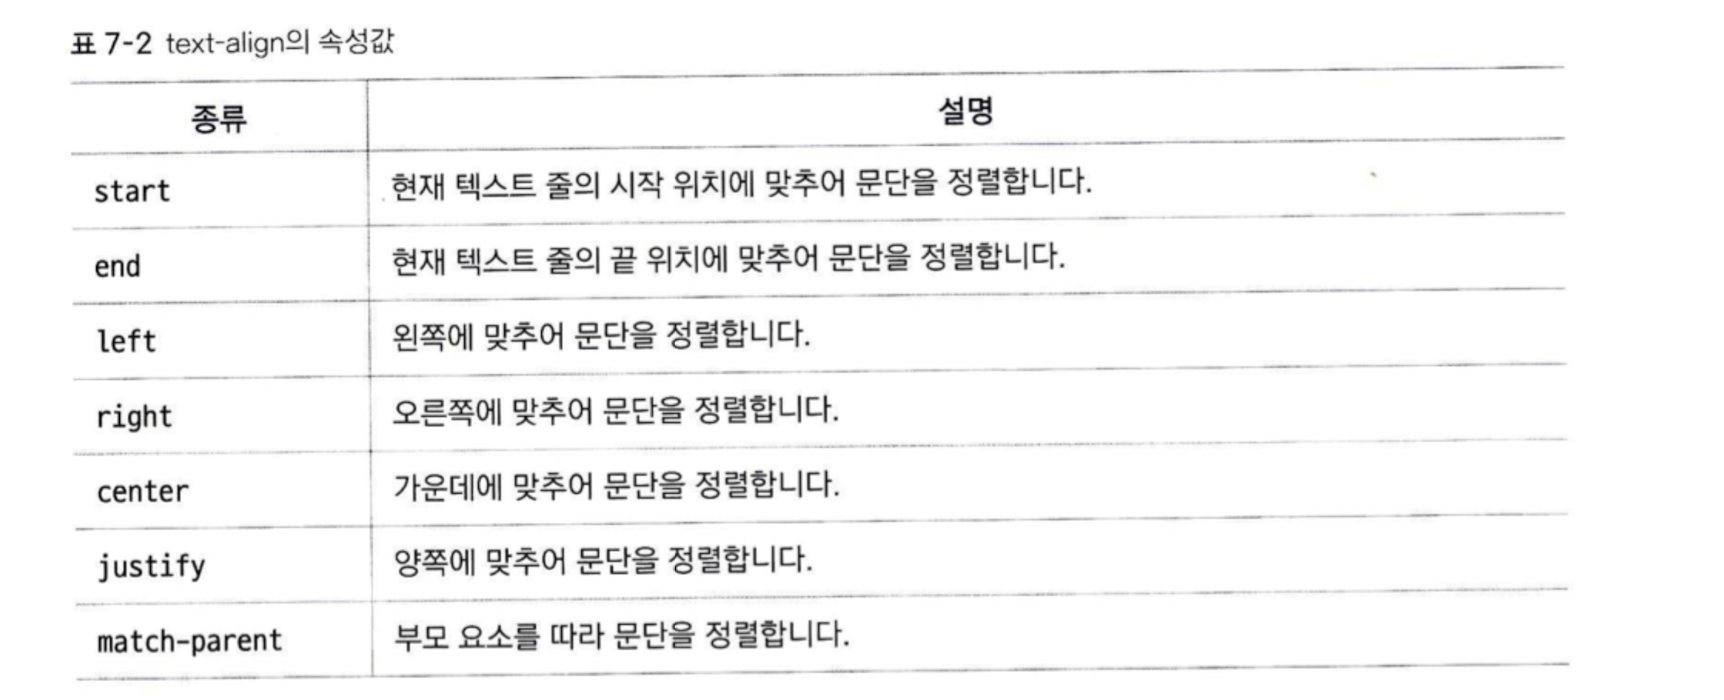 표 7-2 text-align의 속성값
종류 설명
start 현재 텍스트 줄의 시작 위치에 맞추어 문단을 정렬합니다.
end 현재 텍스트 줄의 끝 위치에 맞추어 문단을 정렬합니다.
left 왼쪽에 맞추어 문단을 정렬합니다.
right 오른쪽에 맞추어 문단을 정렬합니다.
center 가운데에 맞추어 문단을 정렬합니다.
justify 양쪽에 맞추어 문단을 정렬합니다.
match-parent 부모 요소를 따라 문단을 정렬합니다.